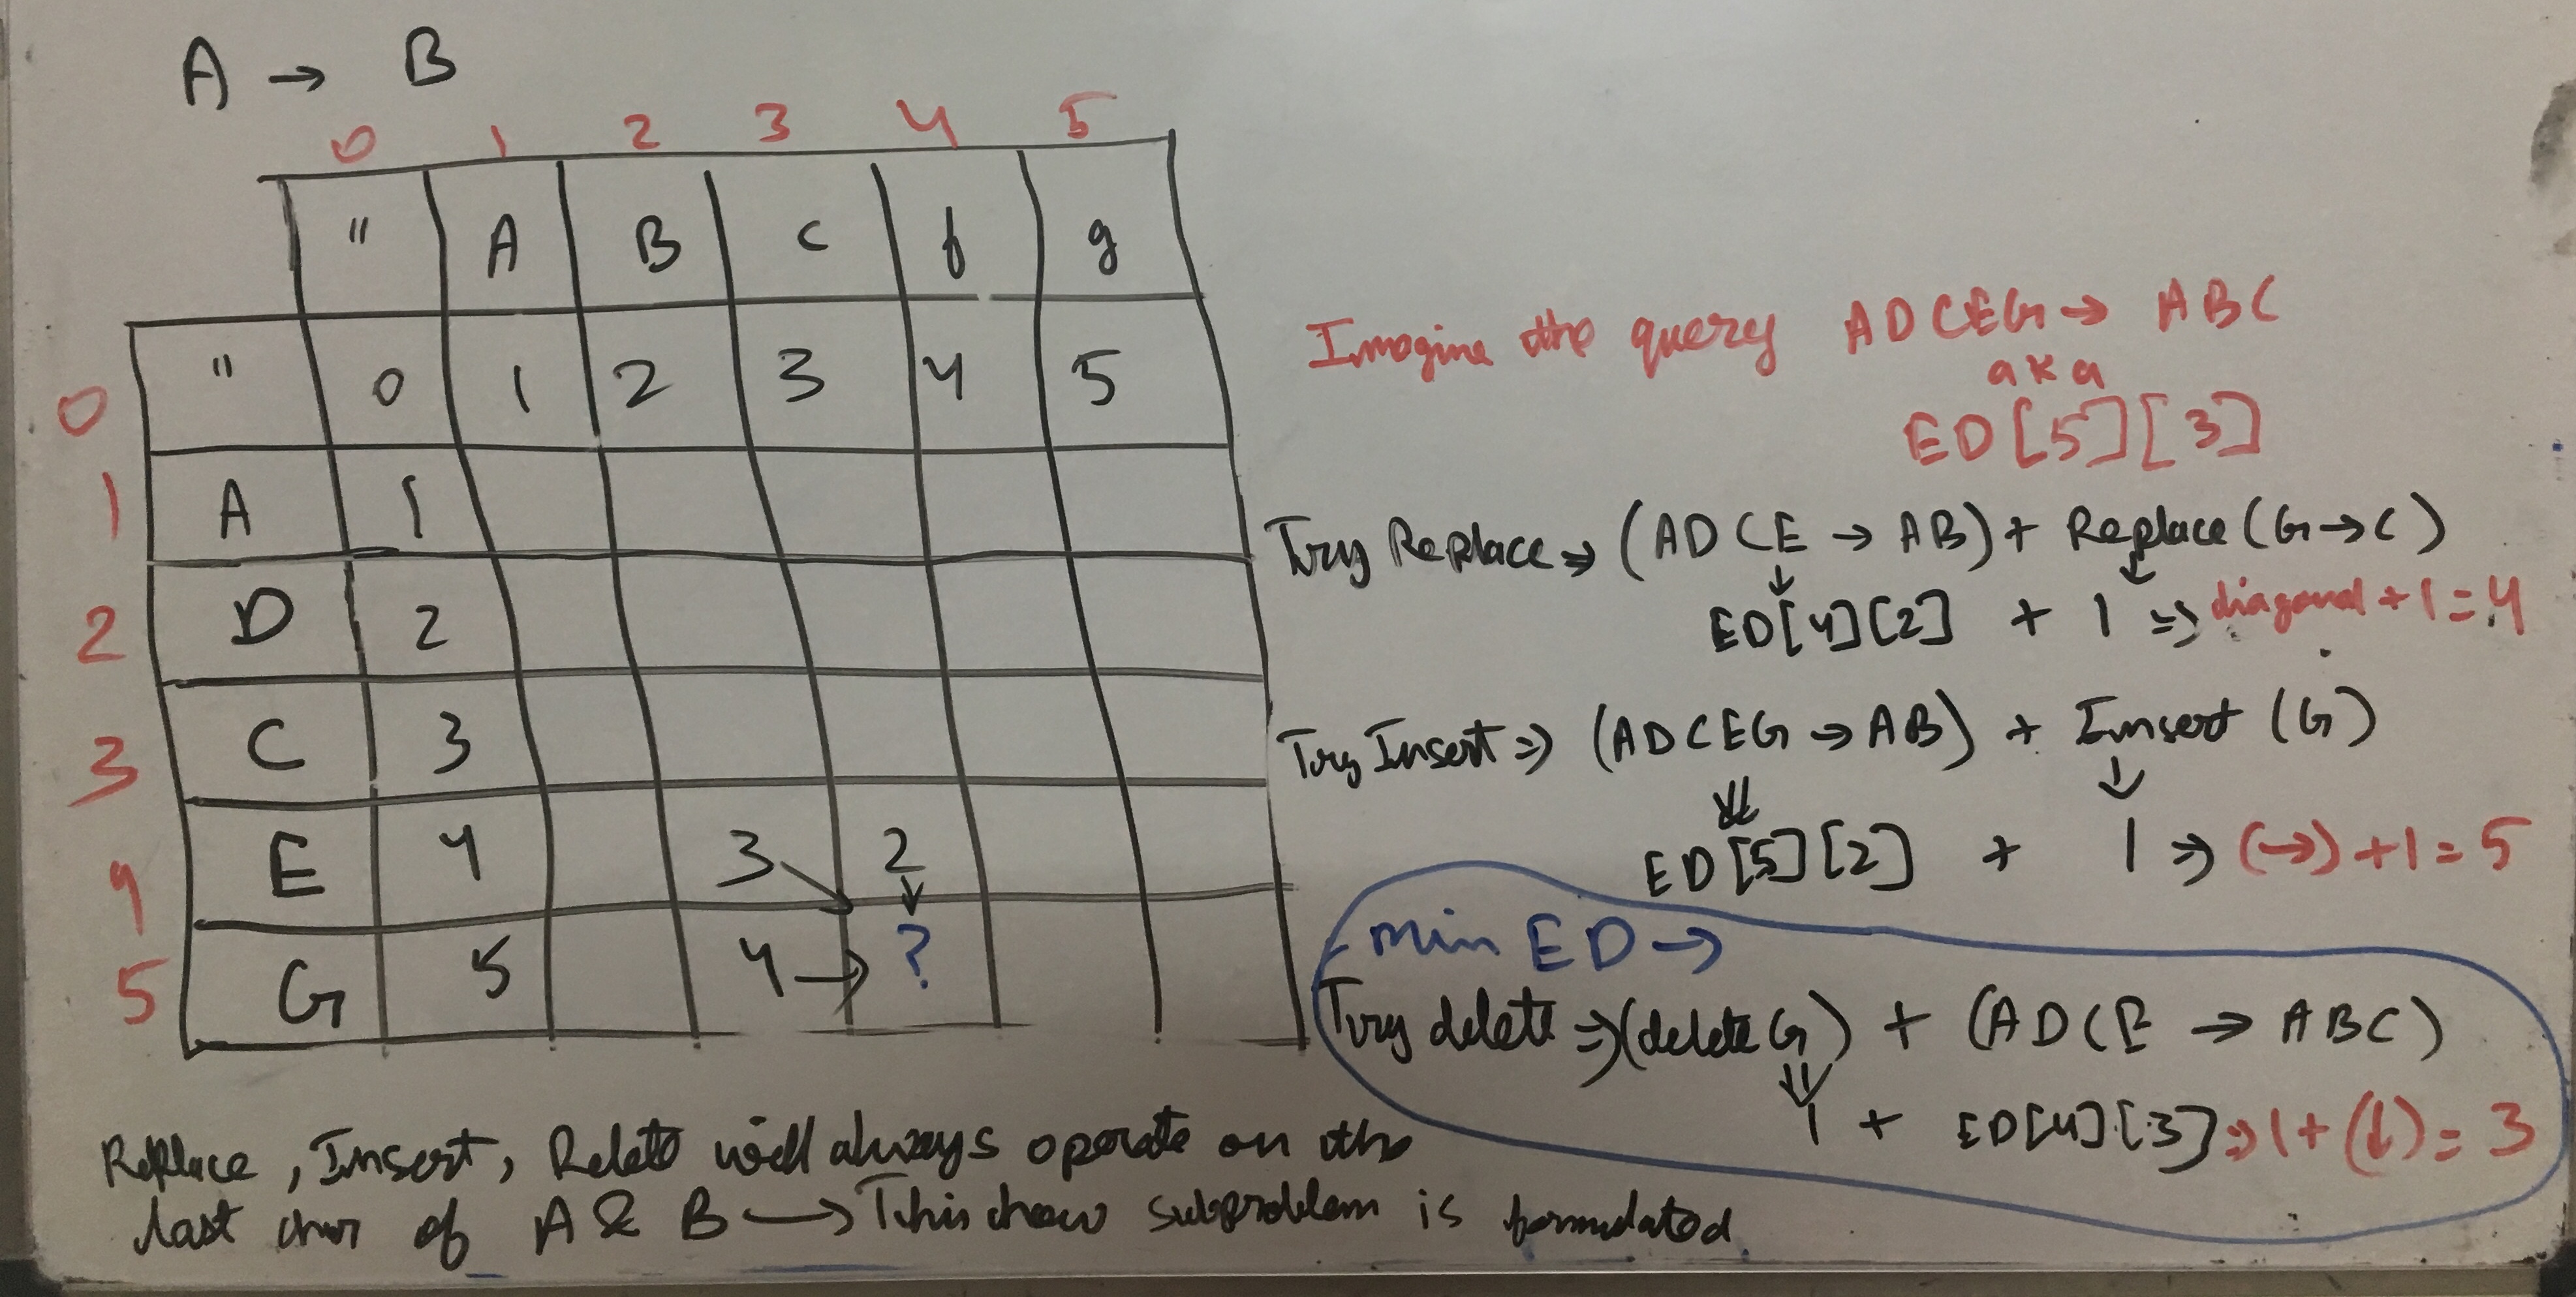 A → B
0 1 2 3 4 5
" A B C f g
0 " 0 1 2 3 4 5
1 A 1
2 D 2
3 C 3
4 E 4 3 2
5 G 5 4 → ?
Imagine the query ADCEG → ABC
aka
ED[5][3]
Try Replace ⇒ (ADCE → AB) + Replace (G → C)
ED[4][2] + 1 ⇒ diagonal + 1 = 4
Try Insert ⇒ (ADCEG → AB) + Insert (G)
ED[5][2] + 1 ⇒ (→) + 1 = 5
min ED →
Try delete ⇒ (delete G) + (ADCE → ABC)
1 + ED[4][3] ⇒ 1 + (↓) = 3
Replace, Insert, Delete will always operate on the
last char of A & B → This how subproblem is formulated.